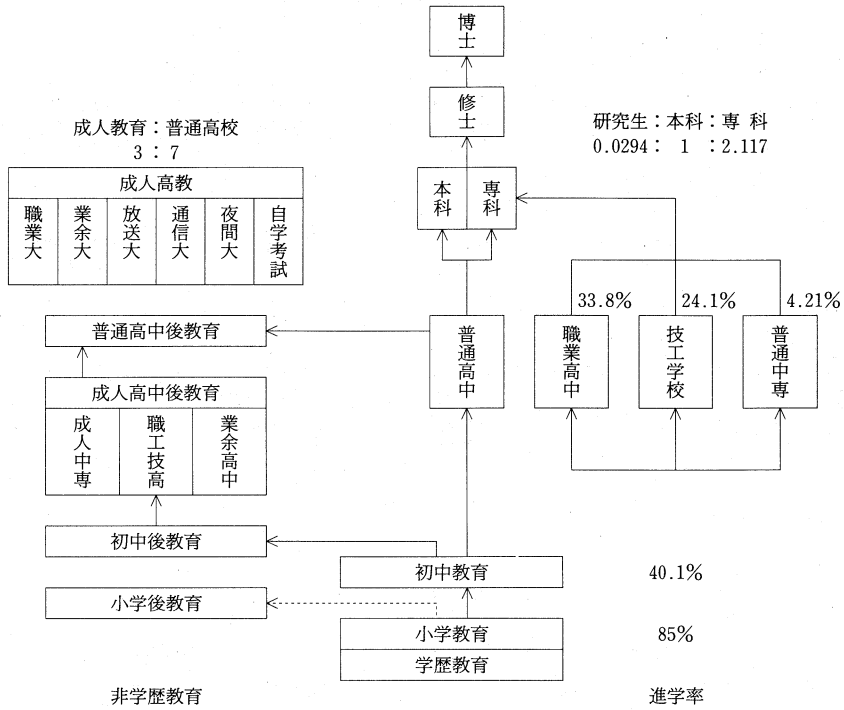 博士
修士
成人教育：普通高校
3 : 7
研究生：本科：専科
0.0294 : 1 : 2.117
成人高教
職業大
業余大
放送大
通信大
夜間大
自学考試
本科
専科
33.8%
24.1%
4.21%
普通高中後教育
普通高中
職業高中
技工学校
普通中専
成人高中後教育
成人中専
職工技高
業余高中
初中後教育
初中教育
40.1%
小学後教育
小学教育
85%
学歴教育
非学歴教育
進学率